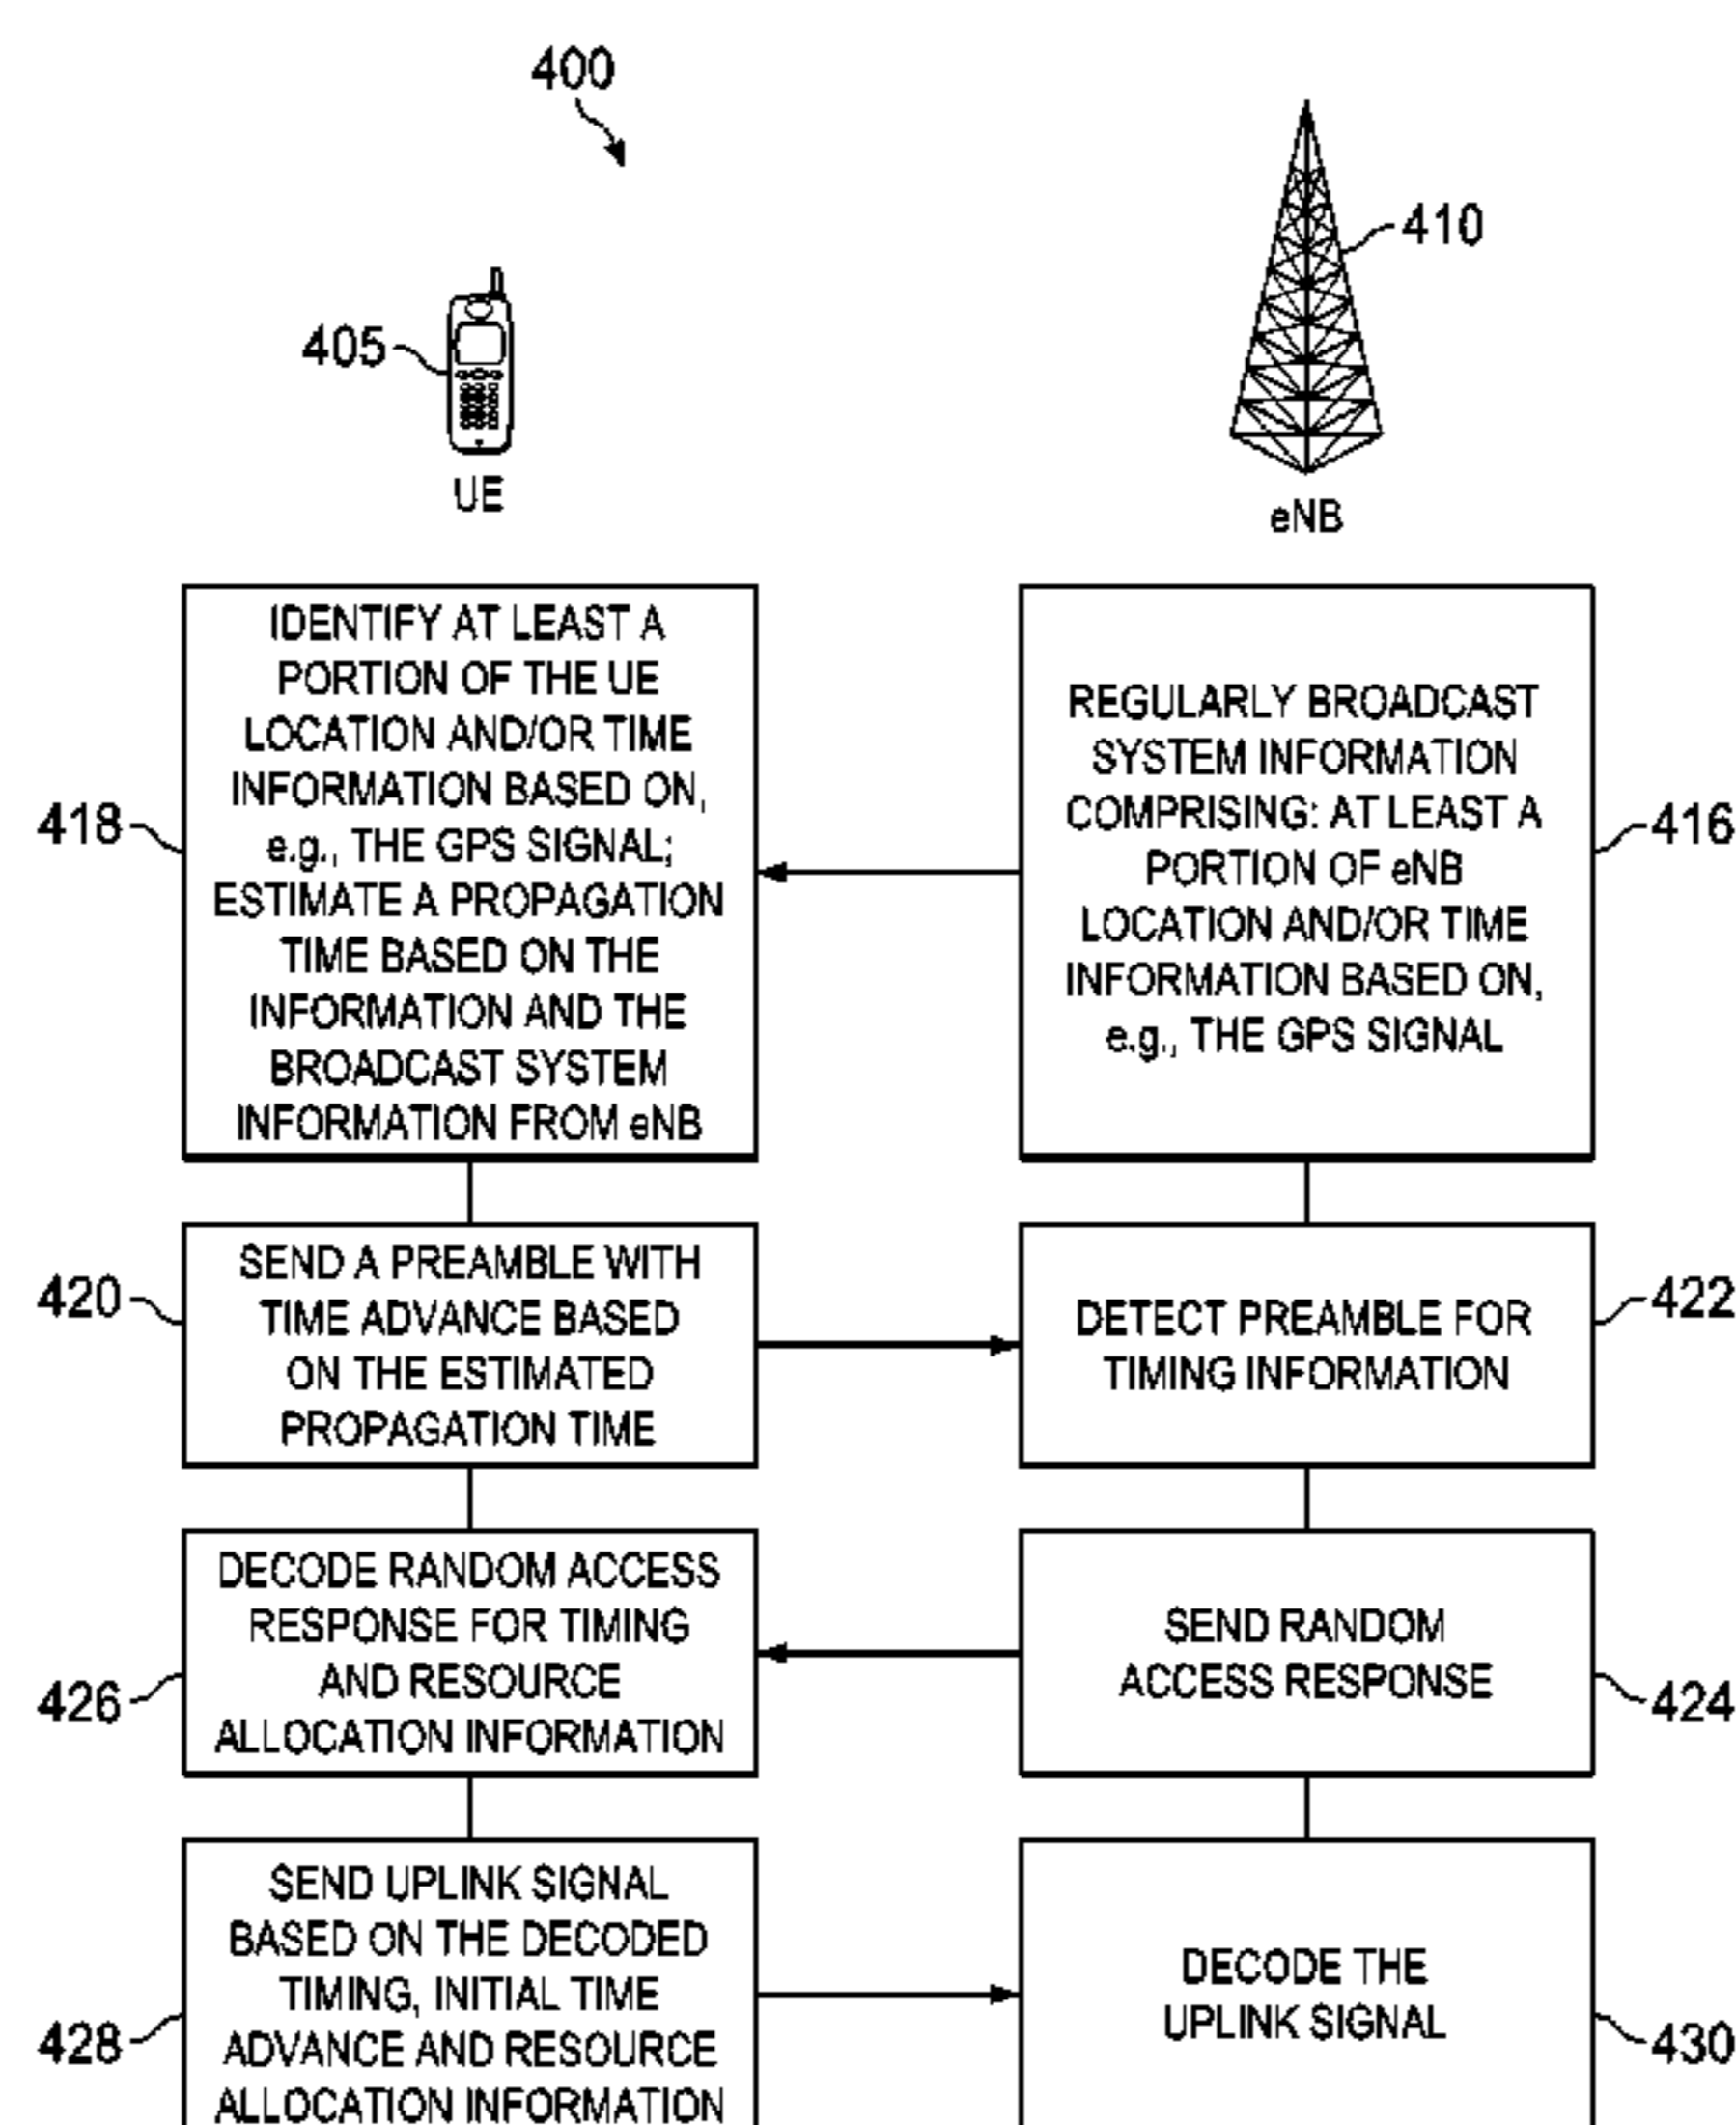 400
410
405
UE
eNB
IDENTIFY AT LEAST A
PORTION OF THE UE
LOCATION AND/OR TIME
INFORMATION BASED ON,
e.g., THE GPS SIGNAL;
ESTIMATE A PROPAGATION
TIME BASED ON THE
INFORMATION AND THE
BROADCAST SYSTEM
INFORMATION FROM eNB
418
REGULARLY BROADCAST
SYSTEM INFORMATION
COMPRISING: AT LEAST A
PORTION OF eNB
LOCATION AND/OR TIME
INFORMATION BASED ON,
e.g., THE GPS SIGNAL
416
420
SEND A PREAMBLE WITH
TIME ADVANCE BASED
ON THE ESTIMATED
PROPAGATION TIME
DETECT PREAMBLE FOR
TIMING INFORMATION
422
426
DECODE RANDOM ACCESS
RESPONSE FOR TIMING
AND RESOURCE
ALLOCATION INFORMATION
SEND RANDOM
ACCESS RESPONSE
424
428
SEND UPLINK SIGNAL
BASED ON THE DECODED
TIMING, INITIAL TIME
ADVANCE AND RESOURCE
ALLOCATION INFORMATION
DECODE THE
UPLINK SIGNAL
430